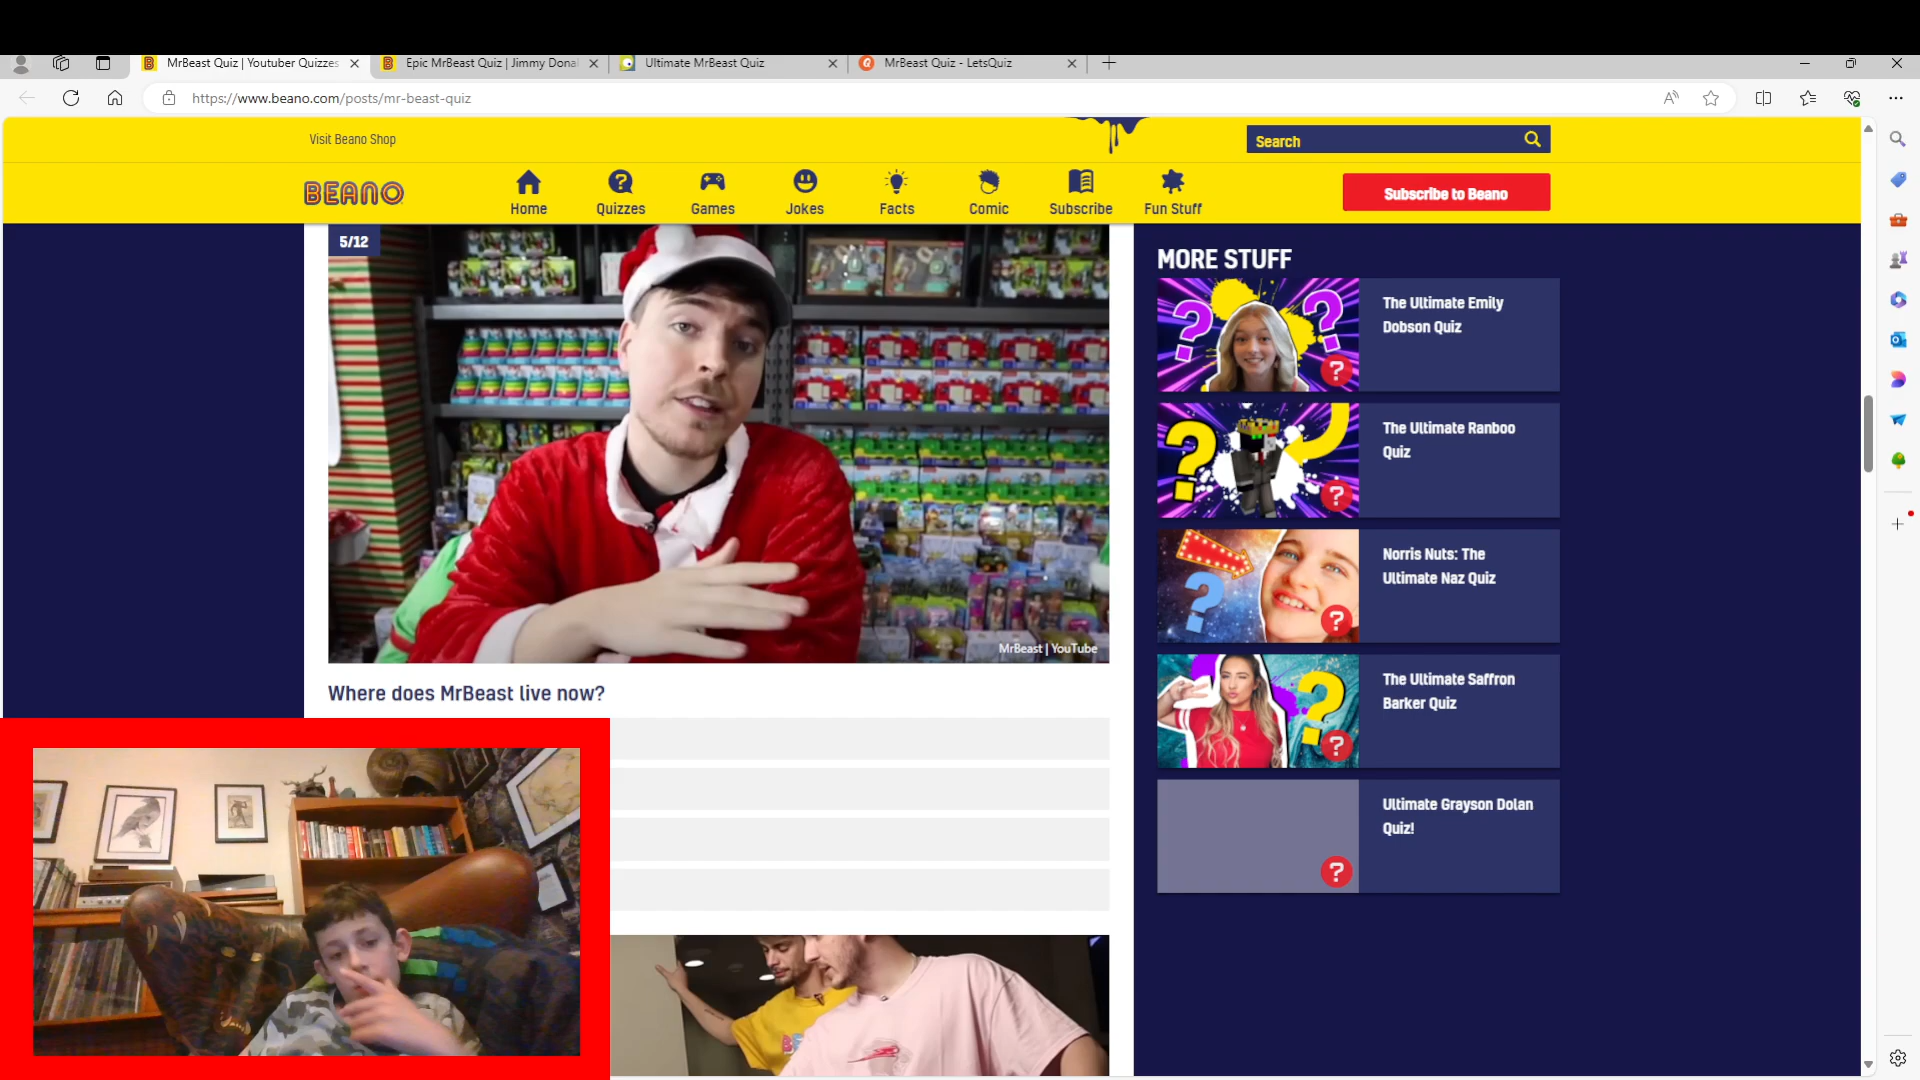 MrBeast Quiz | Youtuber Quizzes
Epic MrBeast Quiz | Jimmy Donal
Ultimate MrBeast Quiz
MrBeast Quiz - LetsQuiz
https://www.beano.com/posts/mr-beast-quiz
Visit Beano Shop
Search
BEANO
Home
Quizzes
Games
Jokes
Facts
Comic
Subscribe
Fun Stuff
Subscribe to Beano
5/12
MrBeast | YouTube
Where does MrBeast live now?
MORE STUFF
The Ultimate Emily
Dobson Quiz
The Ultimate Ranboo
Quiz
Norris Nuts: The
Ultimate Naz Quiz
The Ultimate Saffron
Barker Quiz
Ultimate Grayson Dolan
Quiz!